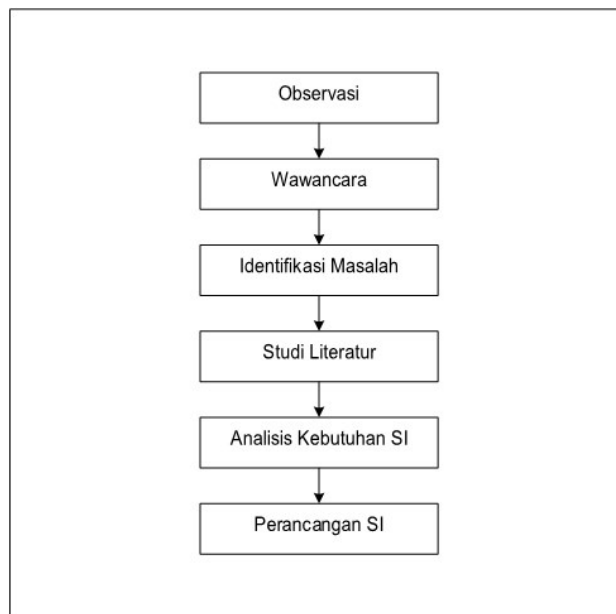 Observasi
Wawancara
Identifikasi Masalah
Studi Literatur
Analisis Kebutuhan SI
Perancangan SI